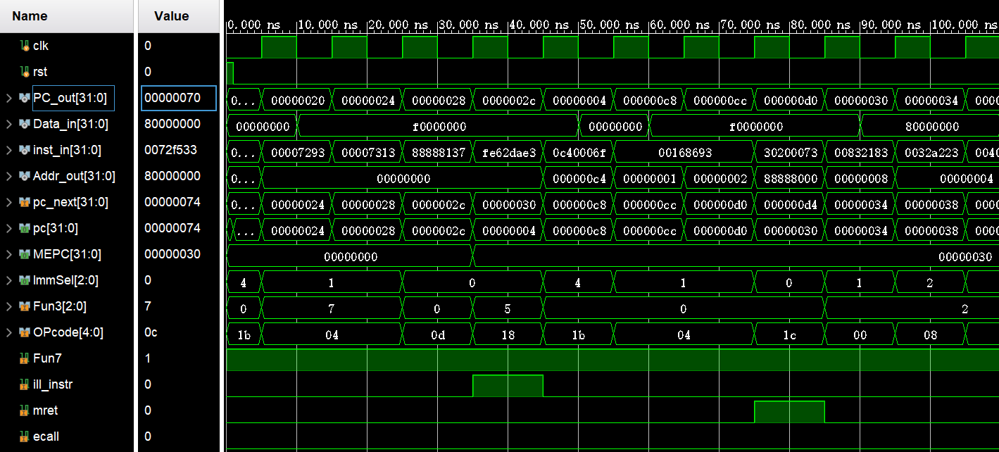 Name Value
0.000 ns 10.000 ns 20.000 ns 30.000 ns 40.000 ns 50.000 ns 60.000 ns 70.000 ns 80.000 ns 90.000 ns 100.000 ns
clk 0
rst 0
PC_out[31:0] 00000070 0... 00000020 00000024 00000028 0000002c 00000004 000000c8 000000cc 000000d0 00000030 00000034 0000
Data_in[31:0] 80000000 00000000 f0000000 00000000 f0000000 80000000
inst_in[31:0] 0072f533 0... 00007293 00007313 88888137 fe62dae3 0c40006f 00168693 30200073 00832183 0032a223 0040
Addr_out[31:0] 80000000 0... 00000000 000000c4 00000001 00000002 88888000 00000008 00000004
pc_next[31:0] 00000074 0... 00000024 00000028 0000002c 00000030 000000c8 000000cc 000000d0 000000d4 00000034 00000038 0000
pc[31:0] 00000074 ... 00000024 00000028 0000002c 00000004 000000c8 000000cc 000000d0 00000030 00000034 00000038 0000
MEPC[31:0] 00000030 00000000 00000030
ImmSel[2:0] 0 4 1 0 4 1 0 1 2
Fun3[2:0] 7 0 7 0 5 0 2
OPcode[4:0] 0c 1b 04 0d 18 1b 04 1c 00 08
Fun7 1
ill_instr 0
mret 0
ecall 0